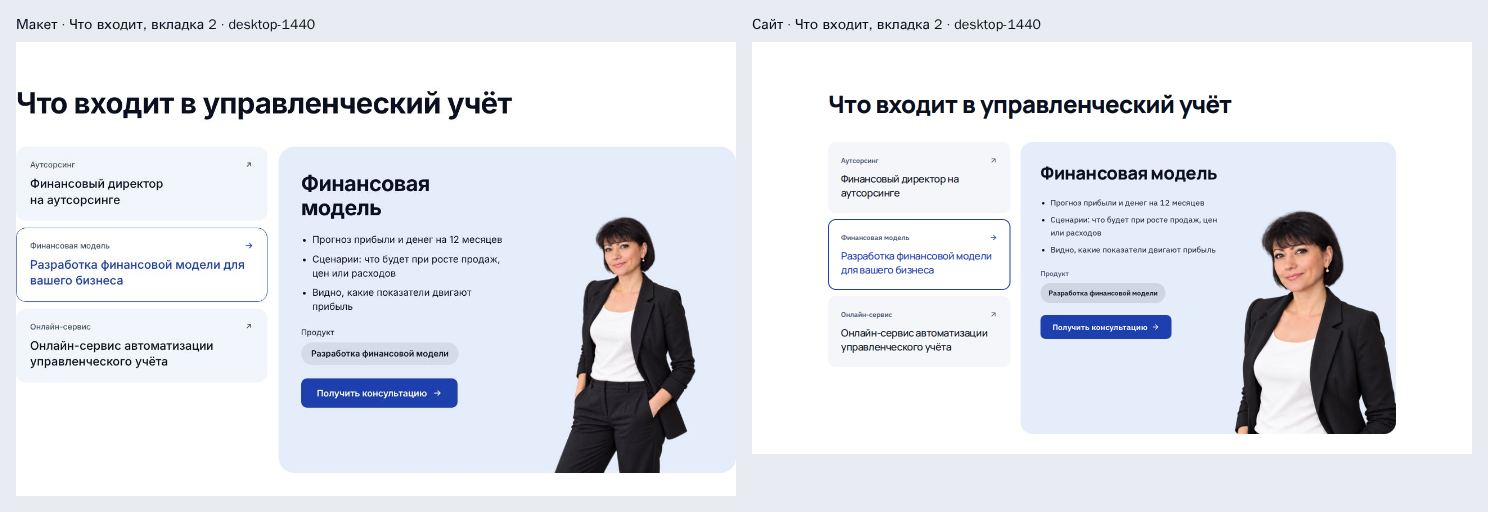 Макет · Что входит, вкладка 2 · desktop-1440
Что входит в управленческий учёт
Аутсорсинг
Финансовый директор
на аутсорсинге
Финансовая модель
Разработка финансовой модели для
вашего бизнеса
Онлайн-сервис
Онлайн-сервис автоматизации
управленческого учёта
Финансовая
модель
• Прогноз прибыли и денег на 12 месяцев
• Сценарии: что будет при росте продаж,
цен или расходов
• Видно, какие показатели двигают
прибыль
Продукт
Разработка финансовой модели
Получить консультацию →
Сайт · Что входит, вкладка 2 · desktop-1440
Что входит в управленческий учёт
Аутсорсинг
Финансовый директор на
аутсорсинге
Финансовая модель
Разработка финансовой модели
для вашего бизнеса
Онлайн-сервис
Онлайн-сервис автоматизации
управленческого учёта
Финансовая модель
• Прогноз прибыли и денег на 12 месяцев
• Сценарии: что будет при росте продаж, цен
или расходов
• Видно, какие показатели двигают прибыль
Продукт
Разработка финансовой модели
Получить консультацию →